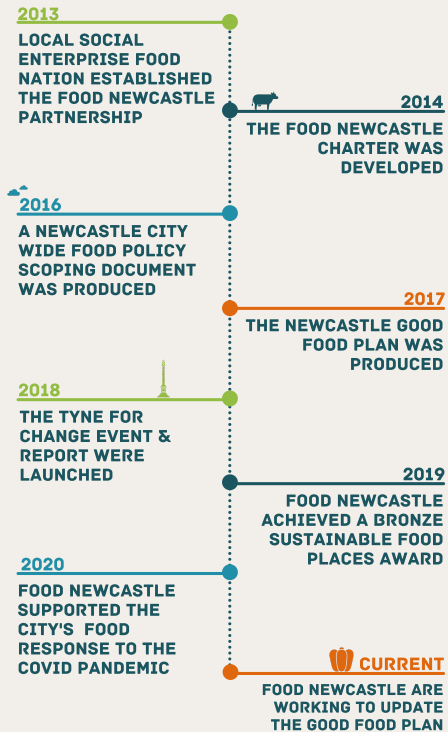 2013
LOCAL SOCIAL
ENTERPRISE FOOD
NATION ESTABLISHED
THE FOOD NEWCASTLE
PARTNERSHIP
2014
THE FOOD NEWCASTLE
CHARTER WAS
DEVELOPED
2016
A NEWCASTLE CITY
WIDE FOOD POLICY
SCOPING DOCUMENT
WAS PRODUCED
2017
THE NEWCASTLE GOOD
FOOD PLAN WAS
PRODUCED
2018
THE TYNE FOR
CHANGE EVENT &
REPORT WERE
LAUNCHED
2019
FOOD NEWCASTLE
ACHIEVED A BRONZE
SUSTAINABLE FOOD
PLACES AWARD
2020
FOOD NEWCASTLE
SUPPORTED THE
CITY'S FOOD
RESPONSE TO THE
COVID PANDEMIC
CURRENT
FOOD NEWCASTLE ARE
WORKING TO UPDATE
THE GOOD FOOD PLAN